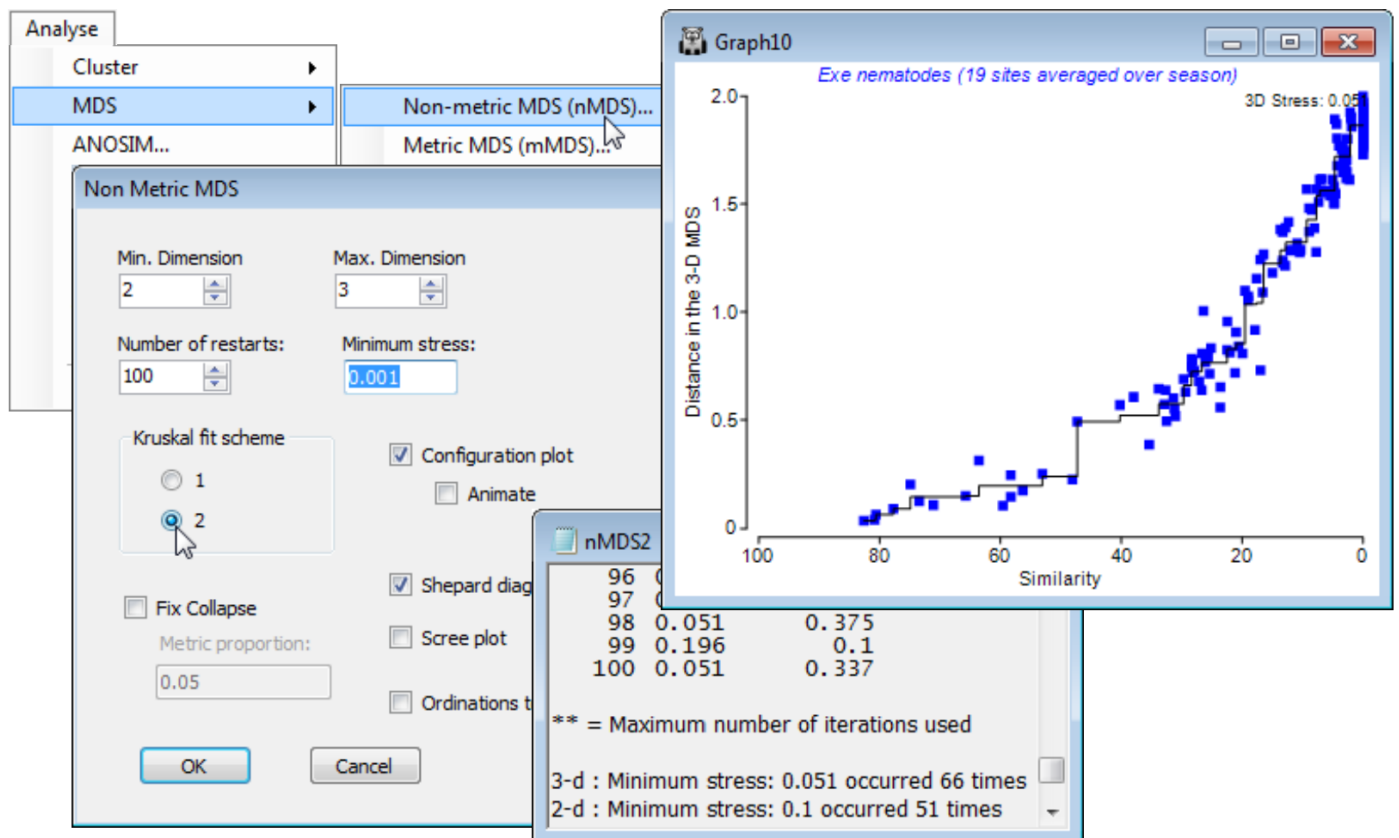 Analyse
Cluster
MDS
ANOSIM...
Non-metric MDS (nMDS)...
Metric MDS (mMDS)...
Non Metric MDS
Min. Dimension
Max. Dimension
2
3
Number of restarts:
Minimum stress:
100
0.001
Kruskal fit scheme
1
2
Configuration plot
Animate
Fix Collapse
Metric proportion:
0.05
Shepard diag
Scree plot
Ordinations t
OK
Cancel
nMDS2
96 0
97 0
98 0.051 0.375
99 0.196 0.1
100 0.051 0.337
** = Maximum number of iterations used
3-d : Minimum stress: 0.051 occurred 66 times
2-d : Minimum stress: 0.1 occurred 51 times
Graph10
Exe nematodes (19 sites averaged over season)
3D Stress: 0.051
Distance in the 3-D MDS
2.0
1.5
1.0
0.5
0
100 80 60 40 20 0
Similarity